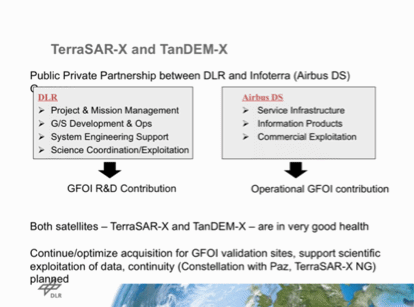 TerraSAR-X and TanDEM-X
Public Private Partnership between DLR and Infoterra (Airbus DS)
DLR
➢ Project & Mission Management
➢ G/S Development & Ops
➢ System Engineering Support
➢ Science Coordination/Exploitation
Airbus DS
➢ Service Infrastructure
➢ Information Products
➢ Commercial Exploitation
GFOI R&D Contribution
Operational GFOI contribution
Both satellites – TerraSAR-X and TanDEM-X – are in very good health
Continue/optimize acquisition for GFOI validation sites, support scientific
exploitation of data, continuity (Constellation with Paz, TerraSAR-X NG)
planned
DLR